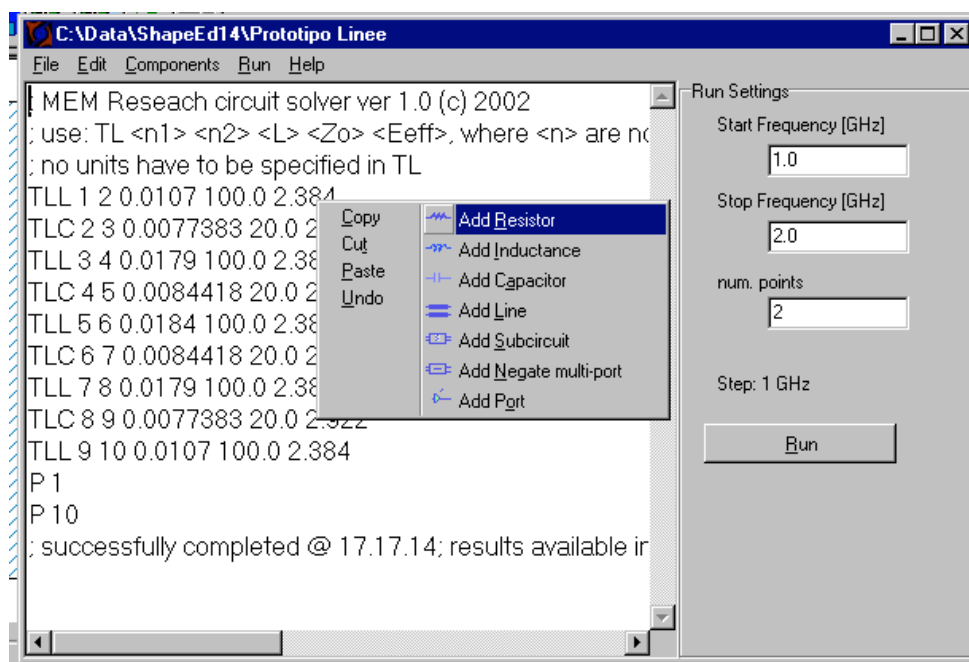 C:\Data\ShapeEd14\Prototipo Linee
File Edit Components Run Help
MEM Reseach circuit solver ver 1.0 (c) 2002
; use: TL <n1> <n2> <L> <Zo> <Eeff>, where <n> are
; no units have to be specified in TL
TLL 1 2 0.0107 100.0 2.384
TLC 2 3 0.0077383 20.0
TLL 3 4 0.0179 100.0 2.38
TLC 4 5 0.0084418 20.0
TLL 5 6 0.0184 100.0 2.38
TLC 6 7 0.0084418 20.0
TLL 7 8 0.0179 100.0 2.38
TLC 8 9 0.0077383 20.0 2.322
TLL 9 10 0.0107 100.0 2.384
P 1
P 10
; successfully completed @ 17.17.14; results available
Copy
Cut
Paste
Undo
Add Resistor
Add Inductance
Add Capacitor
Add Line
Add Subcircuit
Add Negate multi-port
Add Port
Run Settings
Start Frequency [GHz]
1.0
Stop Frequency [GHz]
2.0
num. points
2
Step: 1 GHz
Run